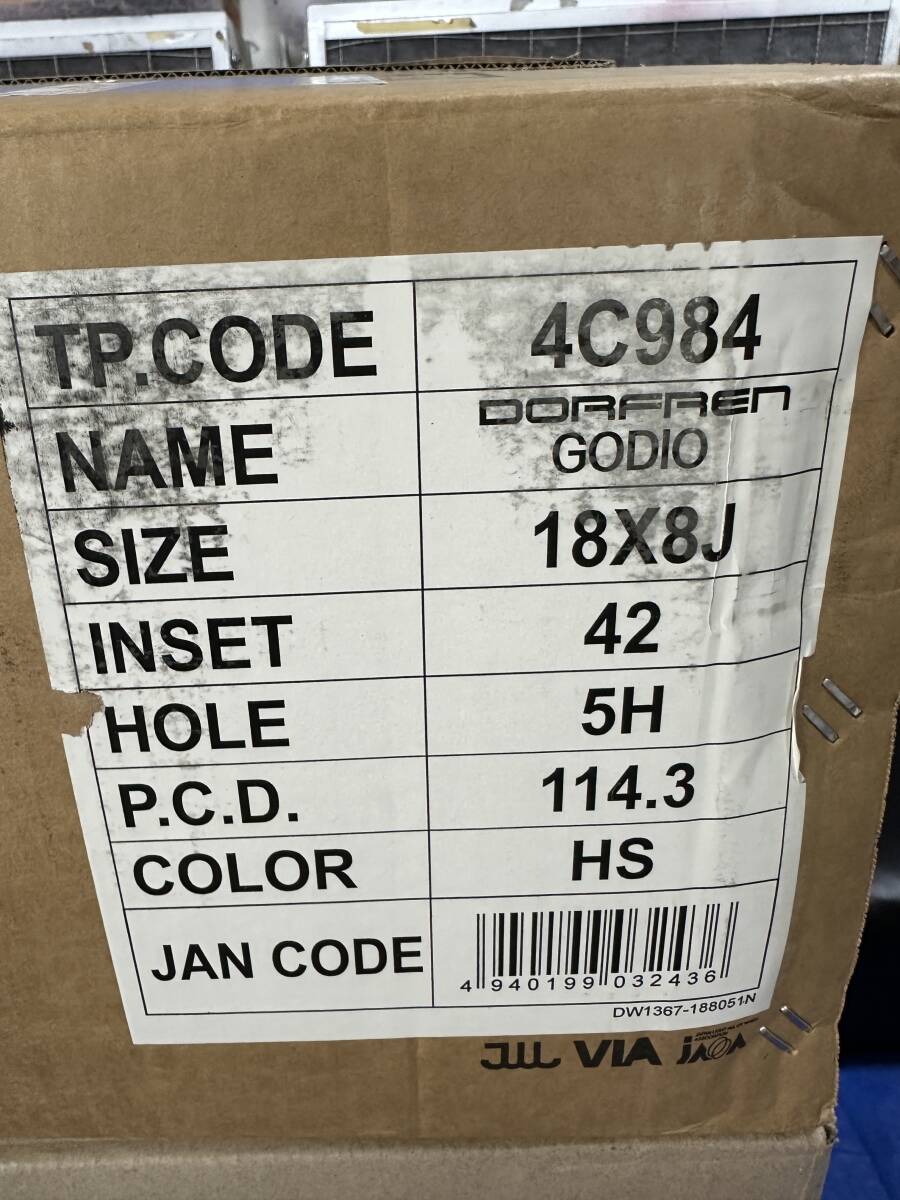 TP.CODE 4C984
NAME DORFREN GODIO
SIZE 18X8J
INSET 42
HOLE 5H
P.C.D. 114.3
COLOR HS
JAN CODE 4 940199 032436
DW1367-188051N
JWL VIA JAWA